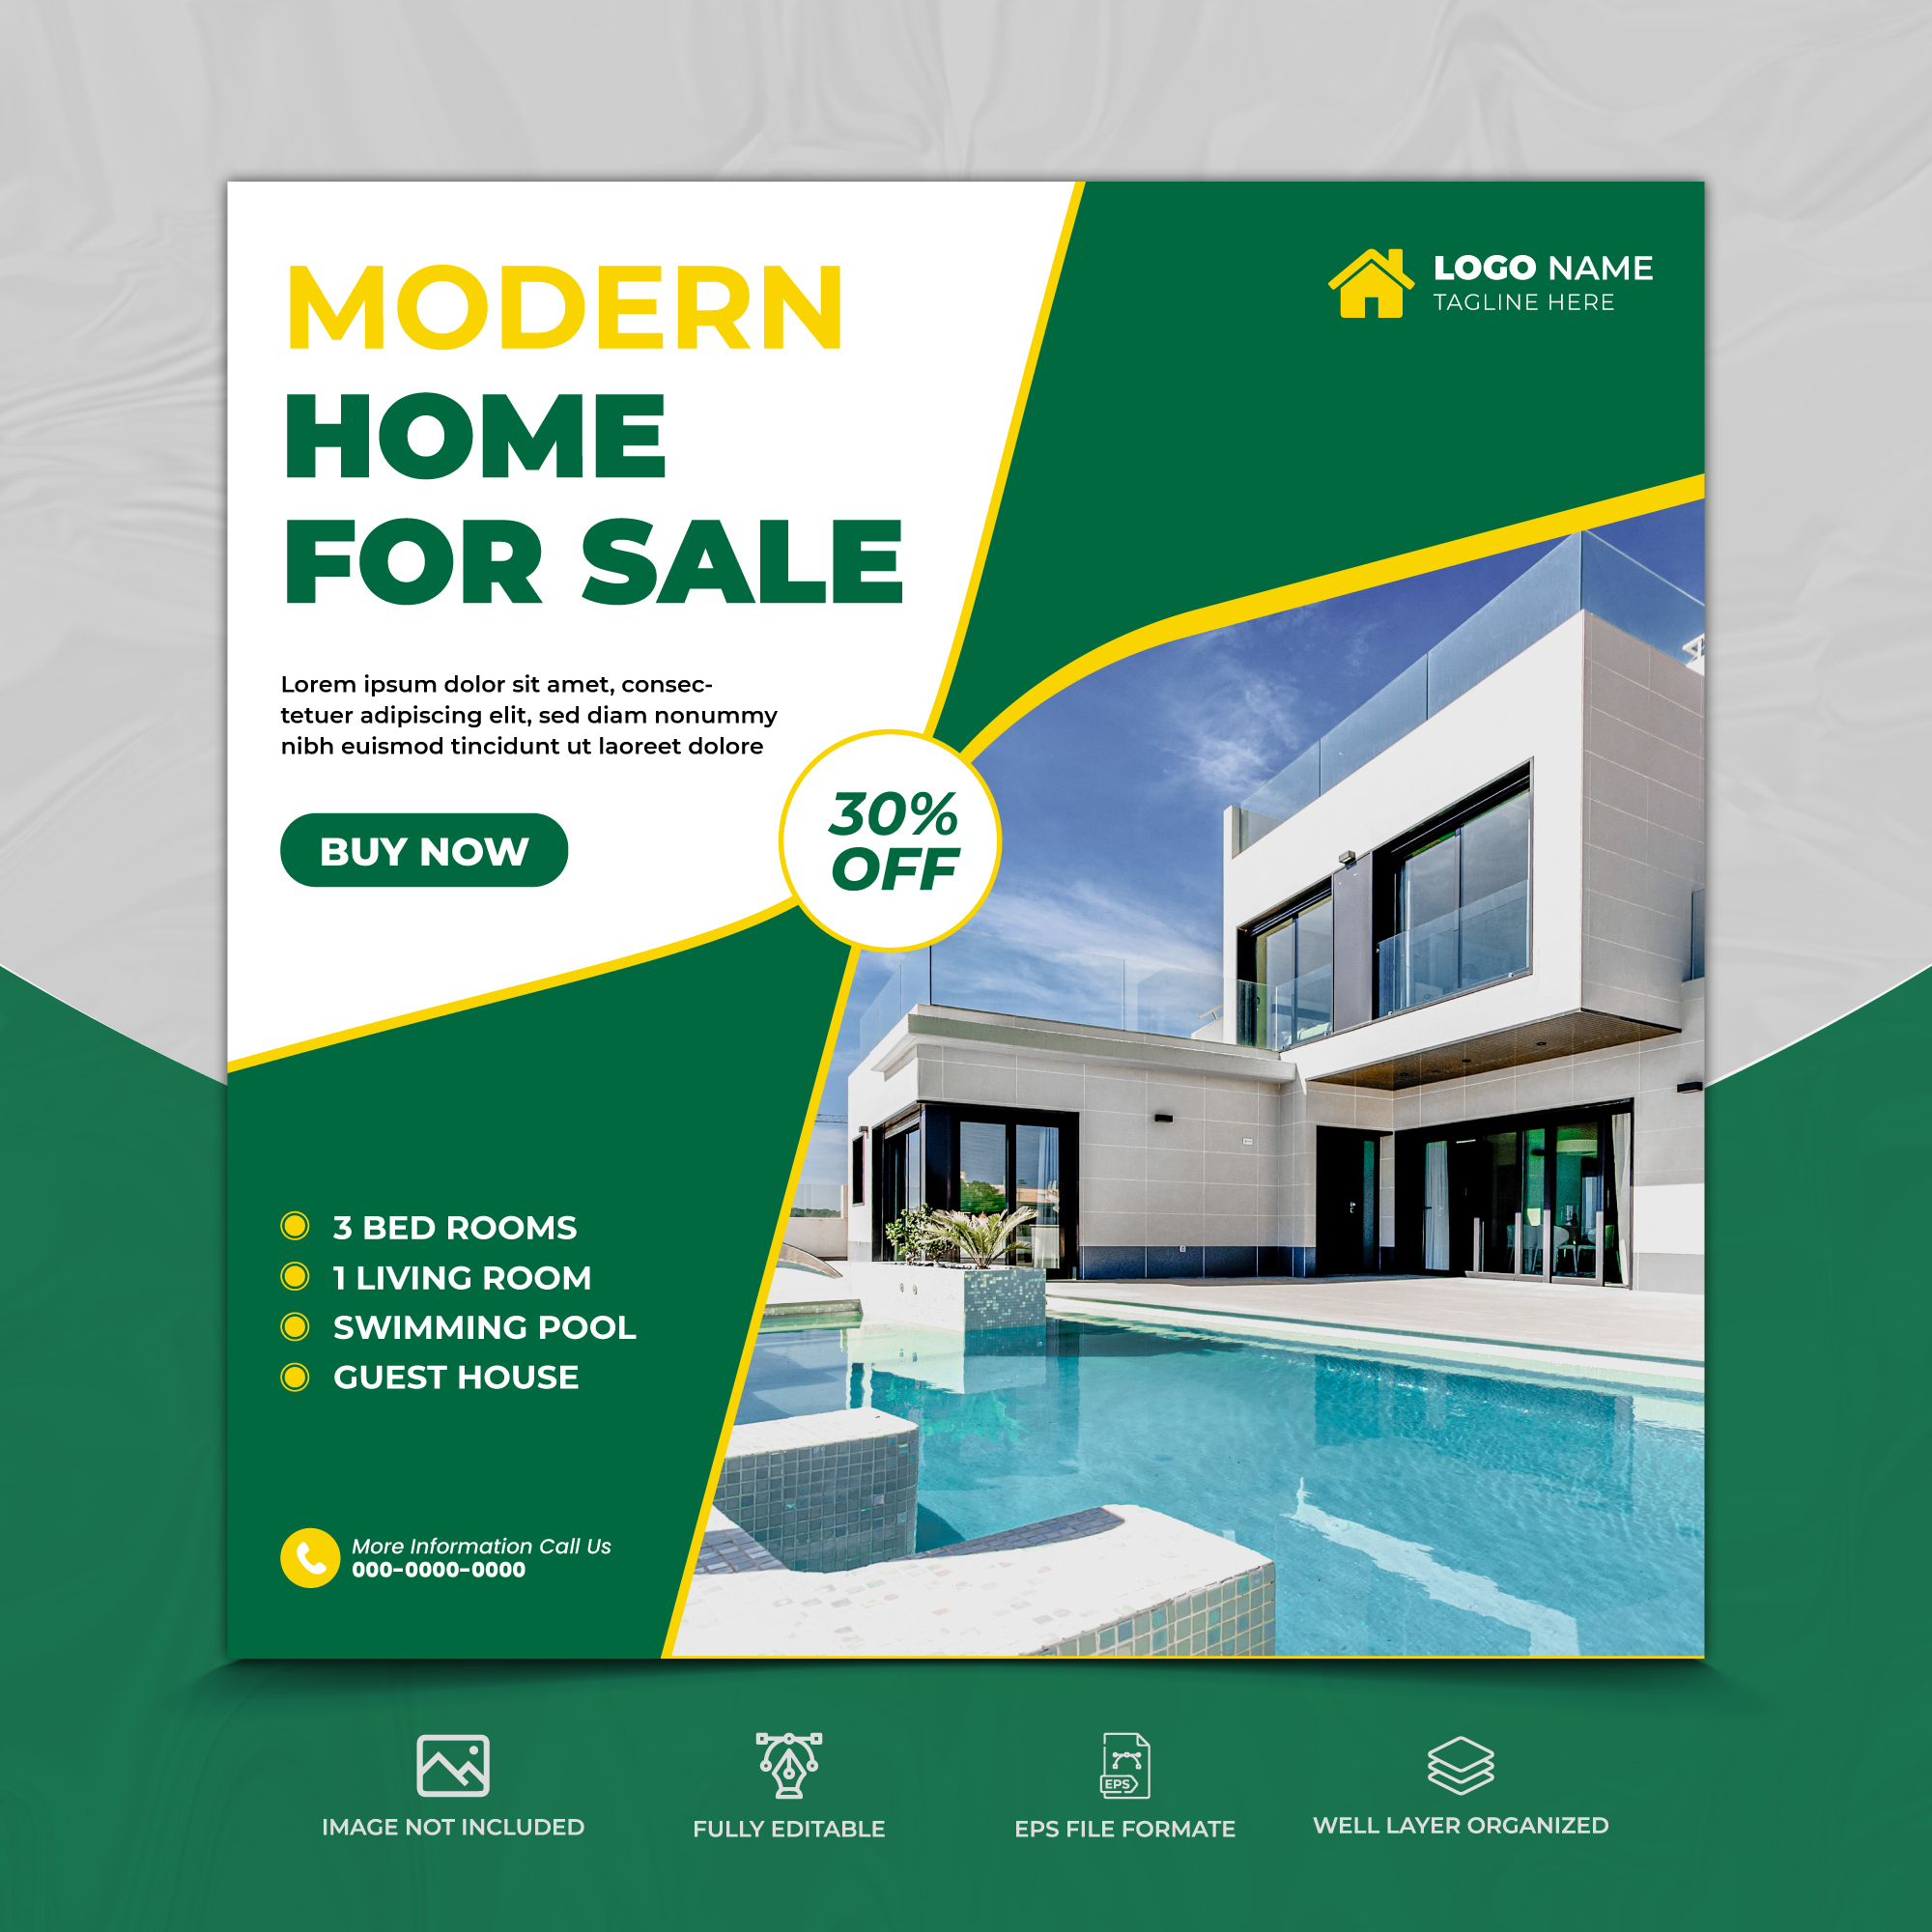 MODERN
HOME
FOR SALE
LOGO NAME
TAGLINE HERE
Lorem ipsum dolor sit amet, consec-
tetuer adipiscing elit, sed diam nonummy
nibh euismod tincidunt ut laoreet dolore
BUY NOW
30%
OFF
3 BED ROOMS
1 LIVING ROOM
SWIMMING POOL
GUEST HOUSE
More Information Call Us
000-0000-0000
EPS
IMAGE NOT INCLUDED
FULLY EDITABLE
EPS FILE FORMATE
WELL LAYER ORGANIZED